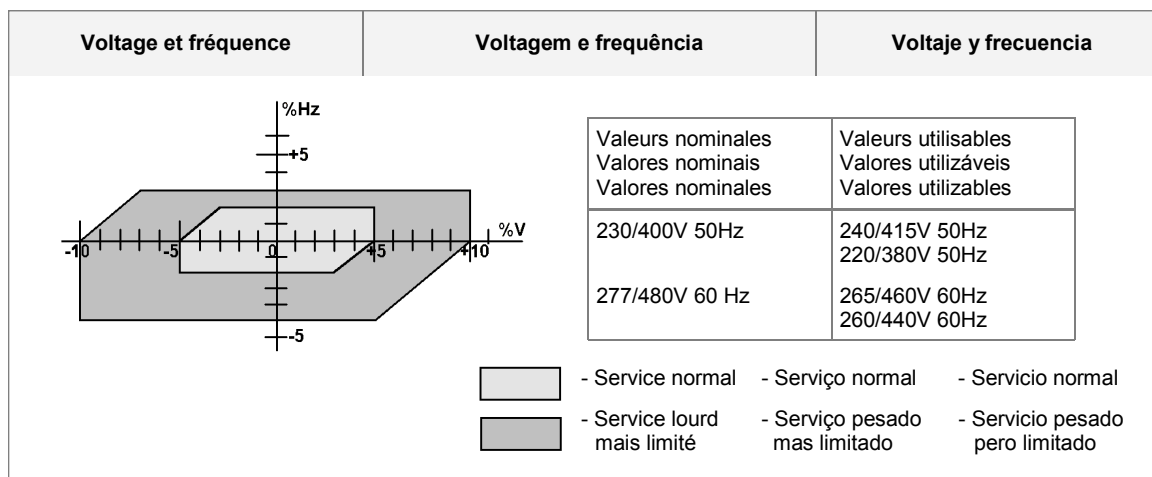 Voltage et fréquence
Voltagem e frequência
Voltaje y frecuencia
%Hz
+5
%V
-10
-5
0
+5
+10
-5
Valeurs nominales
Valores nominais
Valores nominales
Valeurs utilisables
Valores utilizáveis
Valores utilizables
230/400V 50Hz
240/415V 50Hz
220/380V 50Hz
277/480V 60 Hz
265/460V 60Hz
260/440V 60Hz
- Service normal
- Serviço normal
- Servicio normal
- Service lourd
mais limité
- Serviço pesado
mas limitado
- Servicio pesado
pero limitado